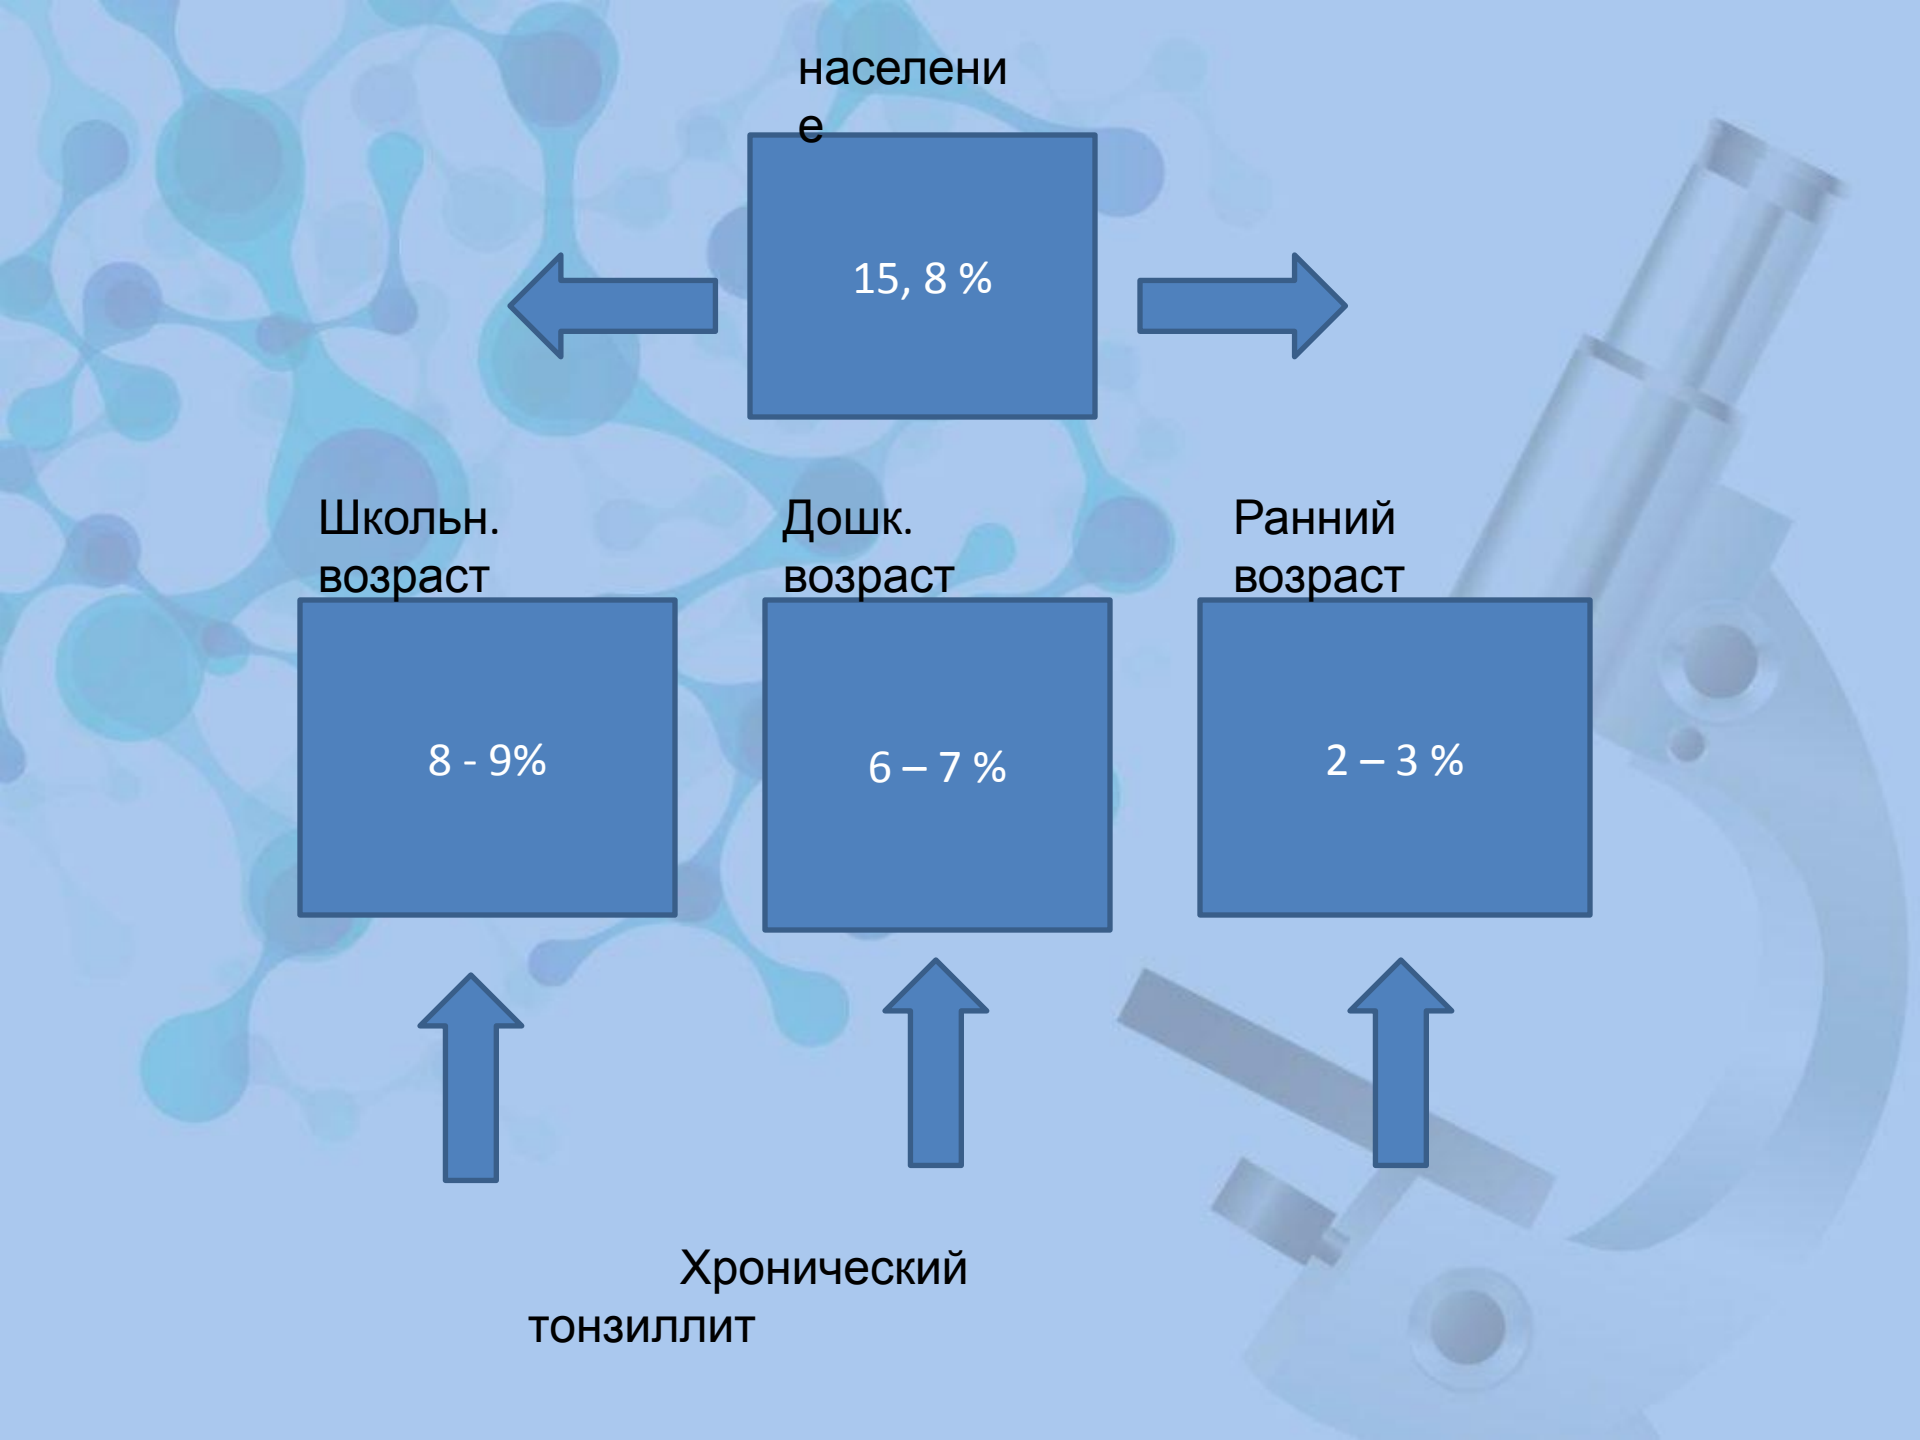 населени
е
15, 8 %
Школьн.
возраст
Дошк.
возраст
Ранний
возраст
8 - 9%
6 – 7 %
2 – 3 %
Хронический
тонзиллит